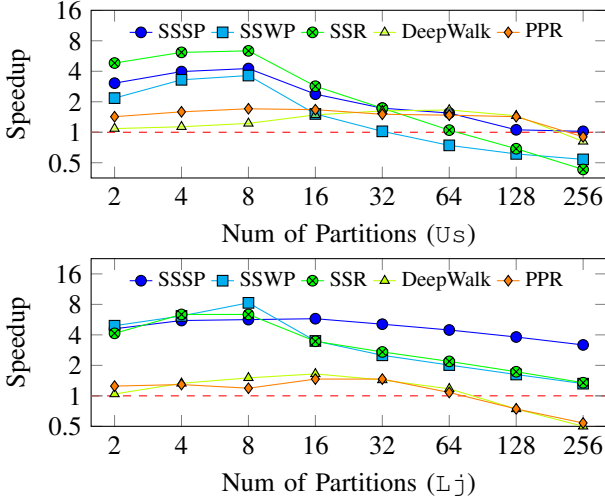 16
SSSP SSWP SSR DeepWalk PPR
8
4
2
1
0.5
Speedup
2 4 8 16 32 64 128 256
Num of Partitions (Us)
SSSP SSWP SSR DeepWalk PPR
16
8
4
2
1
0.5
Speedup
2 4 8 16 32 64 128 256
Num of Partitions (Lj)